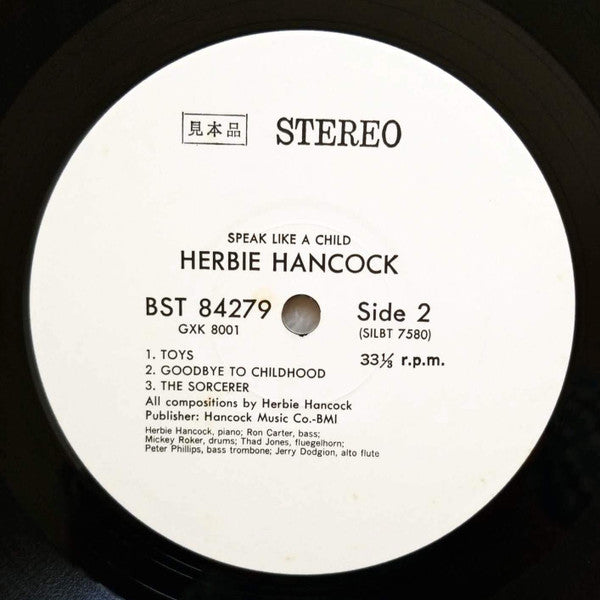 見本品 STEREO
SPEAK LIKE A CHILD
HERBIE HANCOCK
BST 84279 Side 2
GXK 8001 (SILBT 7580)
1. TOYS 33⅓ r.p.m.
2. GOODBYE TO CHILDHOOD
3. THE SORCERER
All compositions by Herbie Hancock
Publisher: Hancock Music Co.-BMI
Herbie Hancock, piano; Ron Carter, bass;
Mickey Roker, drums; Thad Jones, fluegelhorn;
Peter Phillips, bass trombone; Jerry Dodgion, alto flute